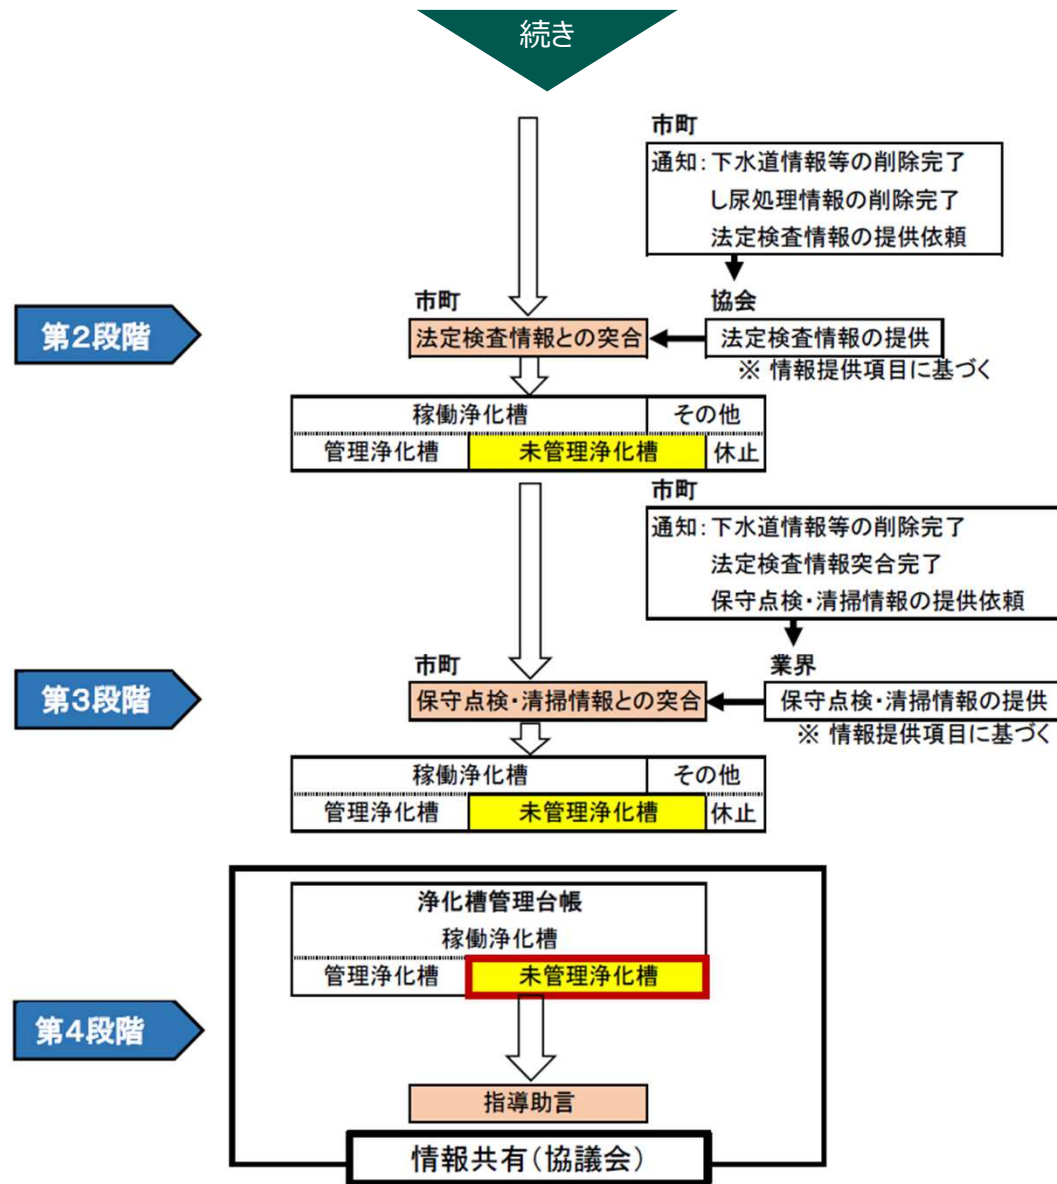 続き
市町
通知：下水道情報等の削除完了
し尿処理情報の削除完了
法定検査情報の提供依頼
第2段階
市町
法定検査情報との突合
協会
法定検査情報の提供
※ 情報提供項目に基づく
稼働浄化槽 その他
管理浄化槽 未管理浄化槽 休止
市町
通知：下水道情報等の削除完了
法定検査情報突合完了
保守点検・清掃情報の提供依頼
第3段階
市町
保守点検・清掃情報との突合
業界
保守点検・清掃情報の提供
※ 情報提供項目に基づく
稼働浄化槽 その他
管理浄化槽 未管理浄化槽 休止
第4段階
浄化槽管理台帳
稼働浄化槽
管理浄化槽 未管理浄化槽
指導助言
情報共有（協議会）